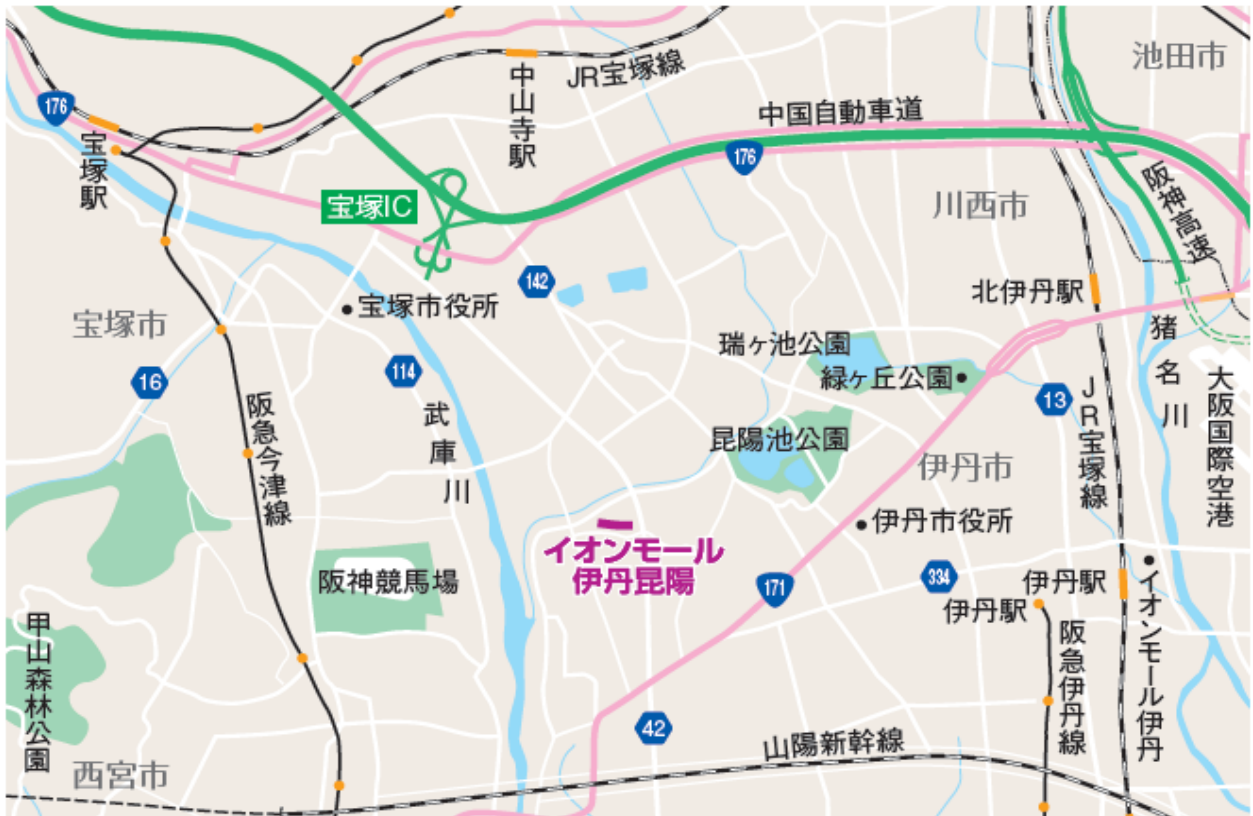 池田市
JR宝塚線
中山寺駅
176
中国自動車道
宝塚駅
176
阪神高速
宝塚IC
川西市
142
北伊丹駅
宝塚市役所
宝塚市
猪名川
瑞ヶ池公園
緑ヶ丘公園
16
114
13
大阪国際空港
JR宝塚線
阪急今津線
武庫川
昆陽池公園
伊丹市
伊丹市役所
イオンモール
伊丹昆陽
阪神競馬場
171
334
伊丹駅
伊丹駅
イオンモール伊丹
甲山森林公園
阪急伊丹線
42
山陽新幹線
西宮市